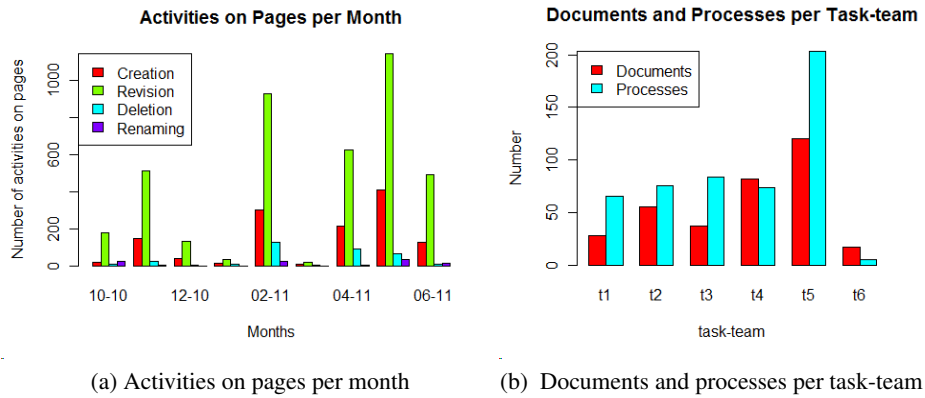 Activities on Pages per Month
Number of activities on pages
1000
600
200
0
Creation
Revision
Deletion
Renaming
10-10 12-10 02-11 04-11 06-11
Months
(a) Activities on pages per month
Documents and Processes per Task-team
Number
200
150
100
50
0
Documents
Processes
t1 t2 t3 t4 t5 t6
task-team
(b) Documents and processes per task-team